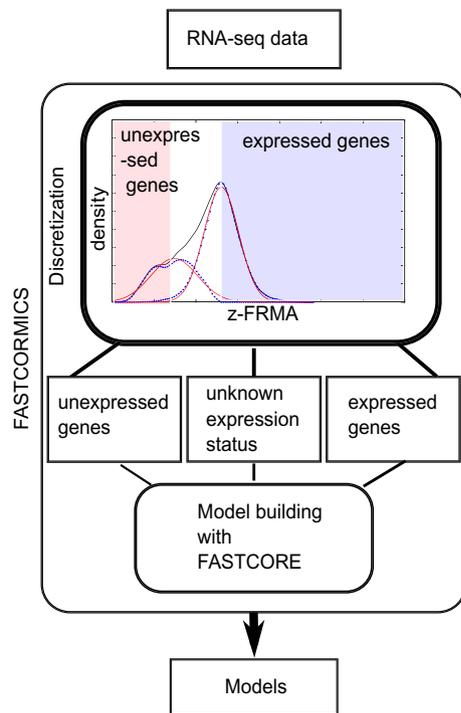 RNA-seq data
FASTCORMICS
Discretization
unexpres
-sed
genes
expressed genes
density
z-FRMA
unexpressed
genes
unknown
expression
status
expressed
genes
Model building
with
FASTCORE
Models